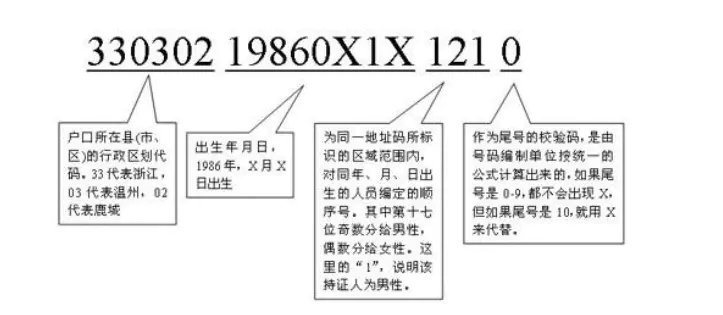 330302 19860X1X 121 0
户口所在县(市、
区)的行政区划代
码。33 代表浙江，
03 代表温州，02
代表鹿城
出生年月日，
1986 年，X 月 X
日出生
为同一地址码所标
识的区域范围内，
对同年、月、日出
生的人员编定的顺
序号。其中第十七
位奇数分给男性，
偶数分给女性。这
里的“1”，说明该
持证人为男性。
作为尾号的校验码，是由
号码编制单位按统一的
公式计算出来的，如果尾
号是 0-9，都不会出现 X，
但如果尾号是 10，就用 X
来代替。